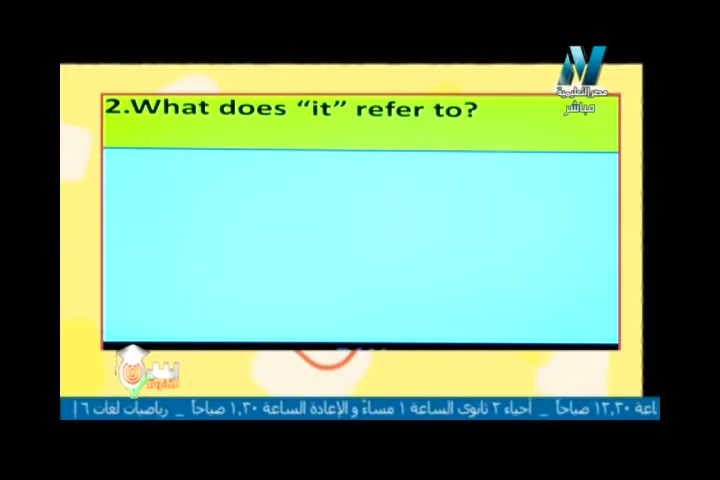 2.What does “it” refer to?
مصر التعليمية
مباشر
اعة ١٢,٣٠ صباحاً _ أحياء ٢ ثانوى الساعة ١ مساءً و الإعادة الساعة ١,٣٠ صباحاً _ رياضيات لغات ٦ |